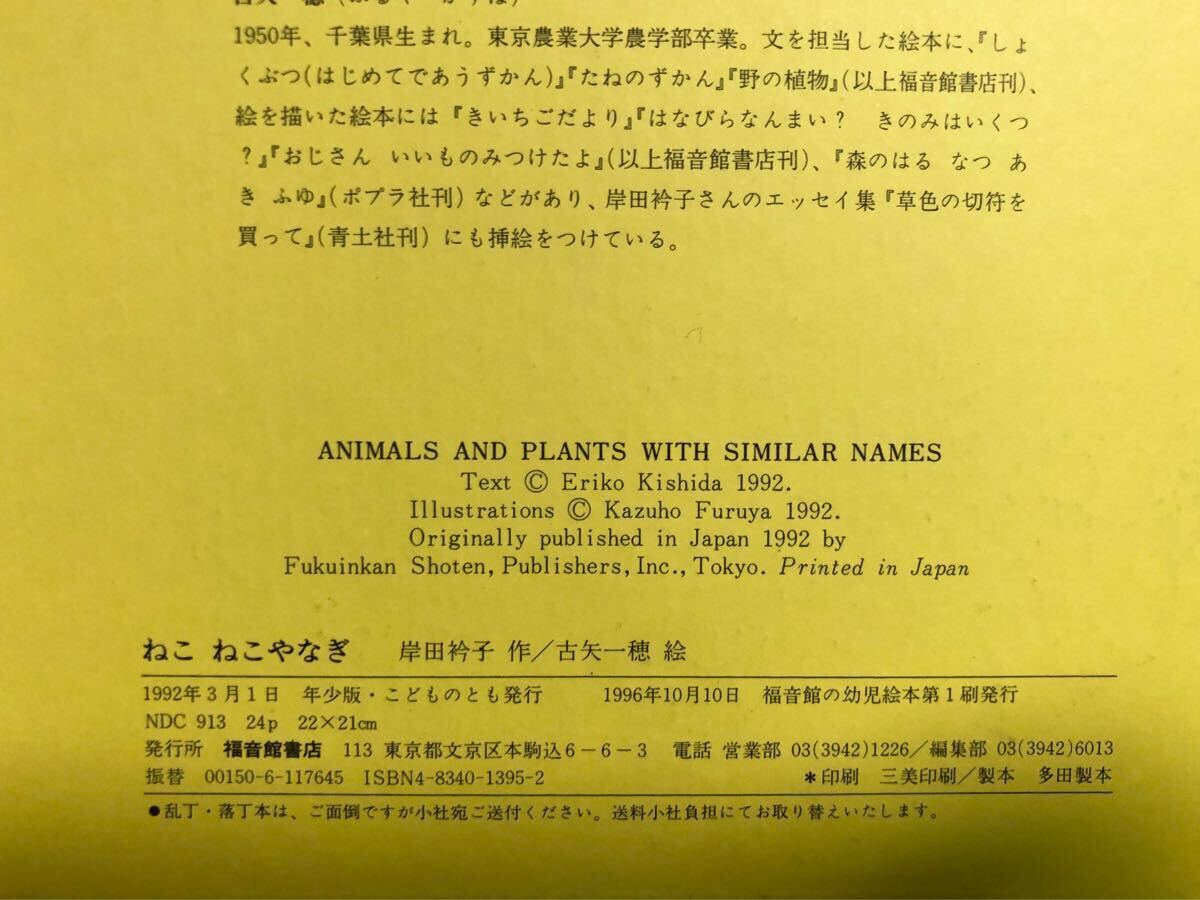 1950年、千葉県生まれ。東京農業大学農学部卒業。文を担当した絵本に、『しょ
くぶつ(はじめてであうずかん)』『たねのずかん』『野の植物』(以上福音館書店刊)、
絵を描いた絵本には『きいちごだより』『はなびらなんまい？　きのみはいくつ
？』『おじさん いいものみつけたよ』(以上福音館書店刊)、『森のはる なつ あ
き ふゆ』(ポプラ社刊)などがあり、岸田衿子さんのエッセイ集『草色の切符を
買って』(青土社刊) にも挿絵をつけている。
ANIMALS AND PLANTS WITH SIMILAR NAMES
Text © Eriko Kishida 1992.
Illustrations © Kazuho Furuya 1992.
Originally published in Japan 1992 by
Fukuinkan Shoten, Publishers, Inc., Tokyo. Printed in Japan
ねこ ねこやなぎ　岸田衿子 作／古矢一穂 絵
1992年3月1日　年少版・こどものとも発行　1996年10月10日　福音館の幼児絵本第1刷発行
NDC 913　24p　22×21cm
発行所　福音館書店　113 東京都文京区本駒込6－6－3　電話 営業部 03(3942)1226／編集部 03(3942)6013
振替　00150-6-117645　ISBN4-8340-1395-2　＊印刷　三美印刷／製本　多田製本
●乱丁・落丁本は、ご面倒ですが小社宛ご送付ください。送料小社負担にてお取り替えいたします。